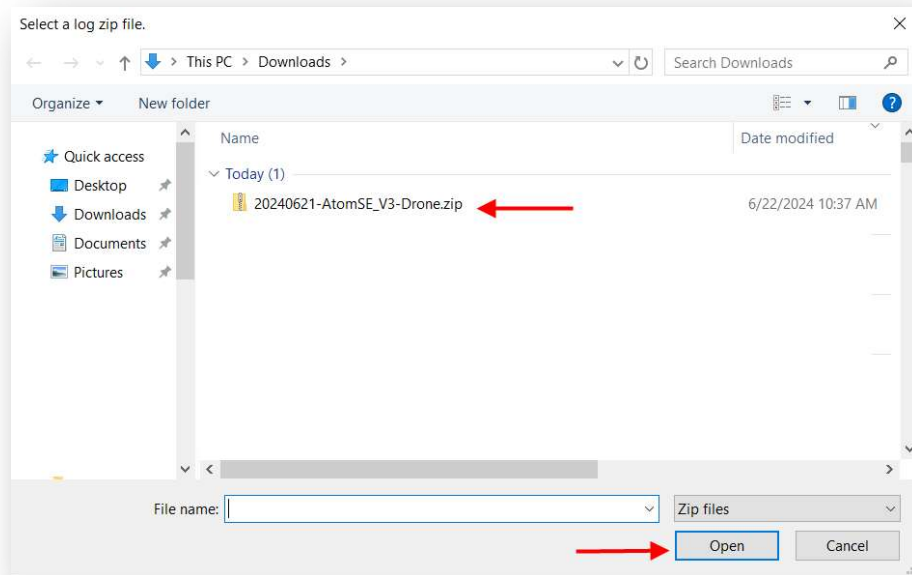 Select a log zip file.
This PC > Downloads >
Search Downloads
Organize
New folder
?
Name
Date modified
Quick access
Desktop
Downloads
Documents
Pictures
Today (1)
20240621-AtomSE_V3-Drone.zip
6/22/2024 10:37 AM
File name:
Zip files
Open
Cancel